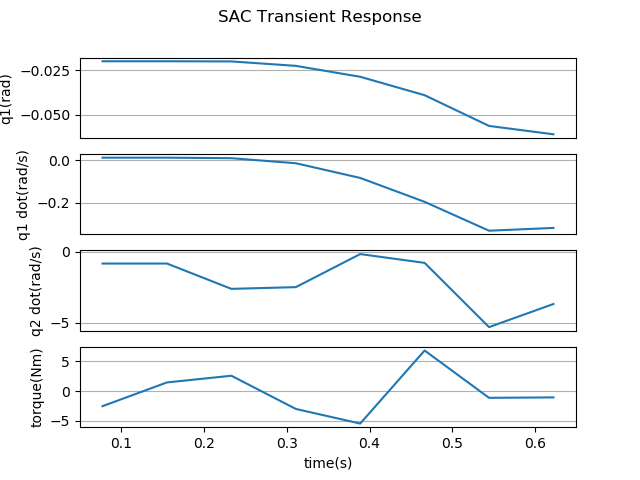 SAC Transient Response
−0.025
−0.050
q1(rad)
0.0
−0.2
q1 dot(rad/s)
0
−5
q2 dot(rad/s)
5
0
−5
torque(Nm)
0.1 0.2 0.3 0.4 0.5 0.6
time(s)